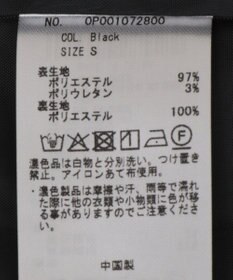 NO. OP001072800
COL. Black
SIZE S
表生地
ポリエステル 97%
ポリウレタン 3%
裏生地
ポリエステル 100%
濃色品は白物と分別洗い。つけ置き
禁止。アイロンあて布使用。
・濃色製品は摩擦や汗、雨等で濡れ
た際に他の衣類や小物類に色が移
る事がありますのでご注意くださ
い。
中国製